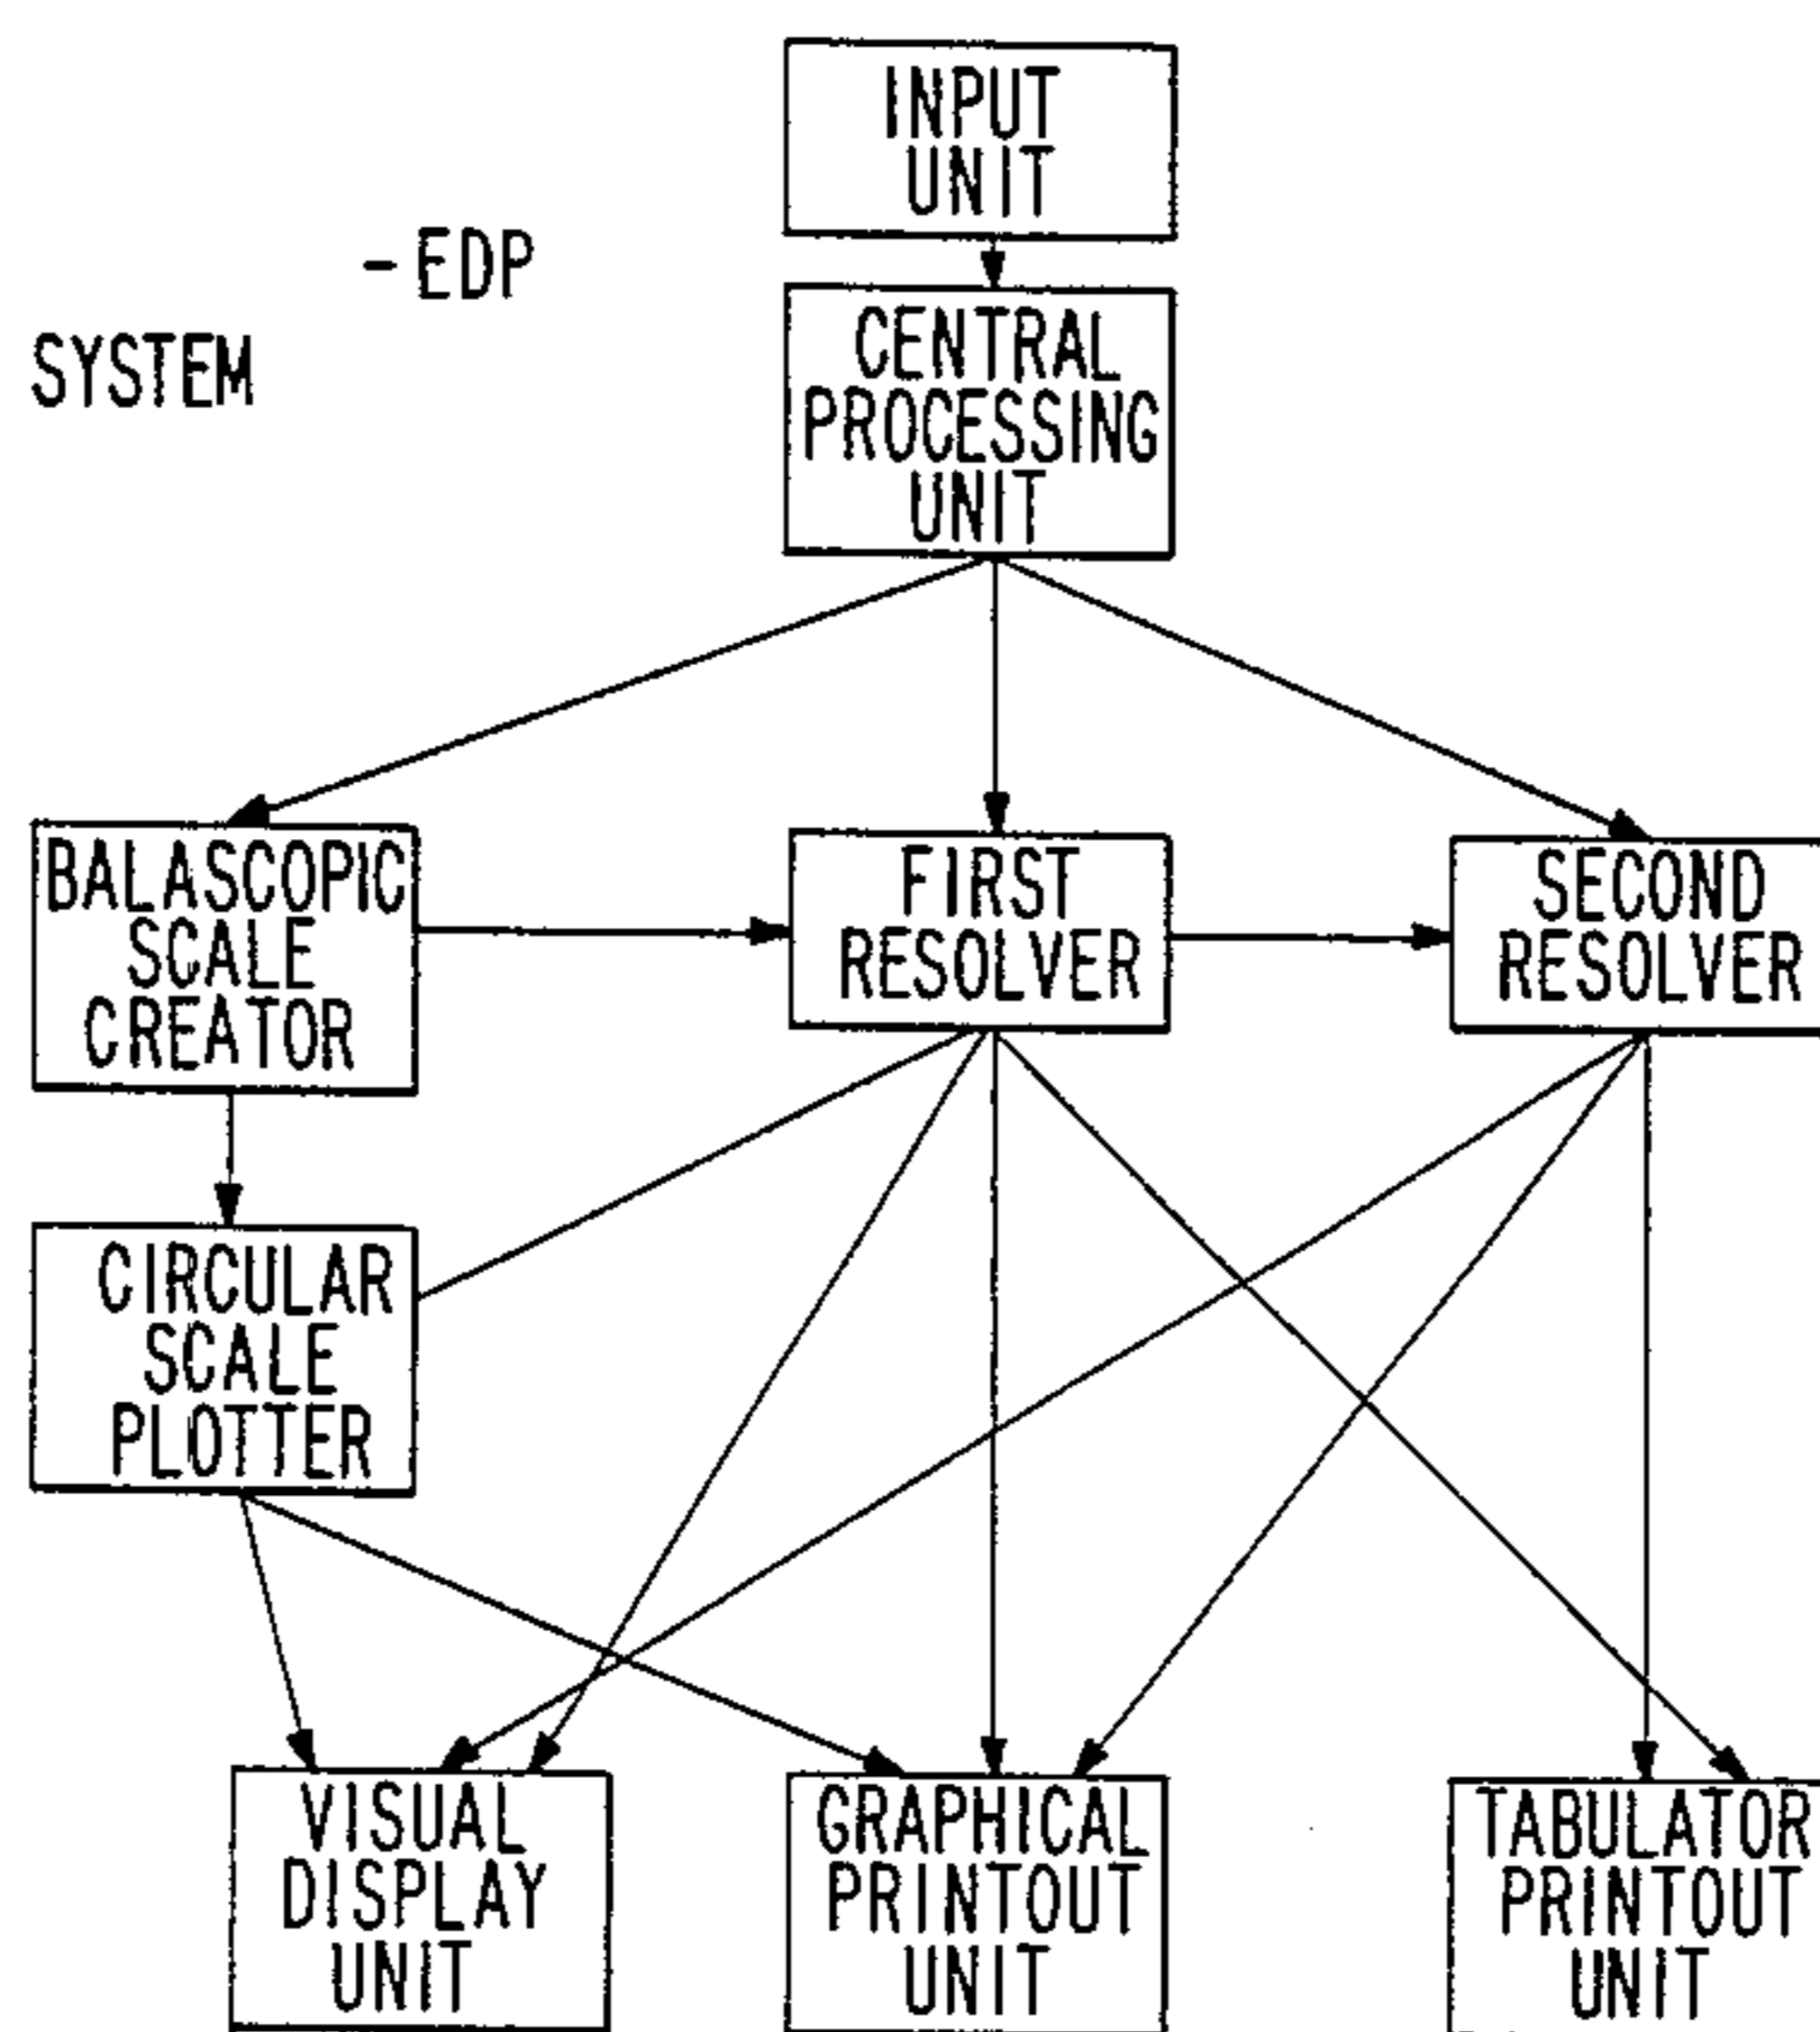 INPUT
UNIT
- EDP
SYSTEM
CENTRAL
PROCESSING
UNIT
BALASCOPIC
SCALE
CREATOR
FIRST
RESOLVER
SECOND
RESOLVER
CIRCULAR
SCALE
PLOTTER
VISUAL
DISPLAY
UNIT
GRAPHICAL
PRINTOUT
UNIT
TABULATOR
PRINTOUT
UNIT